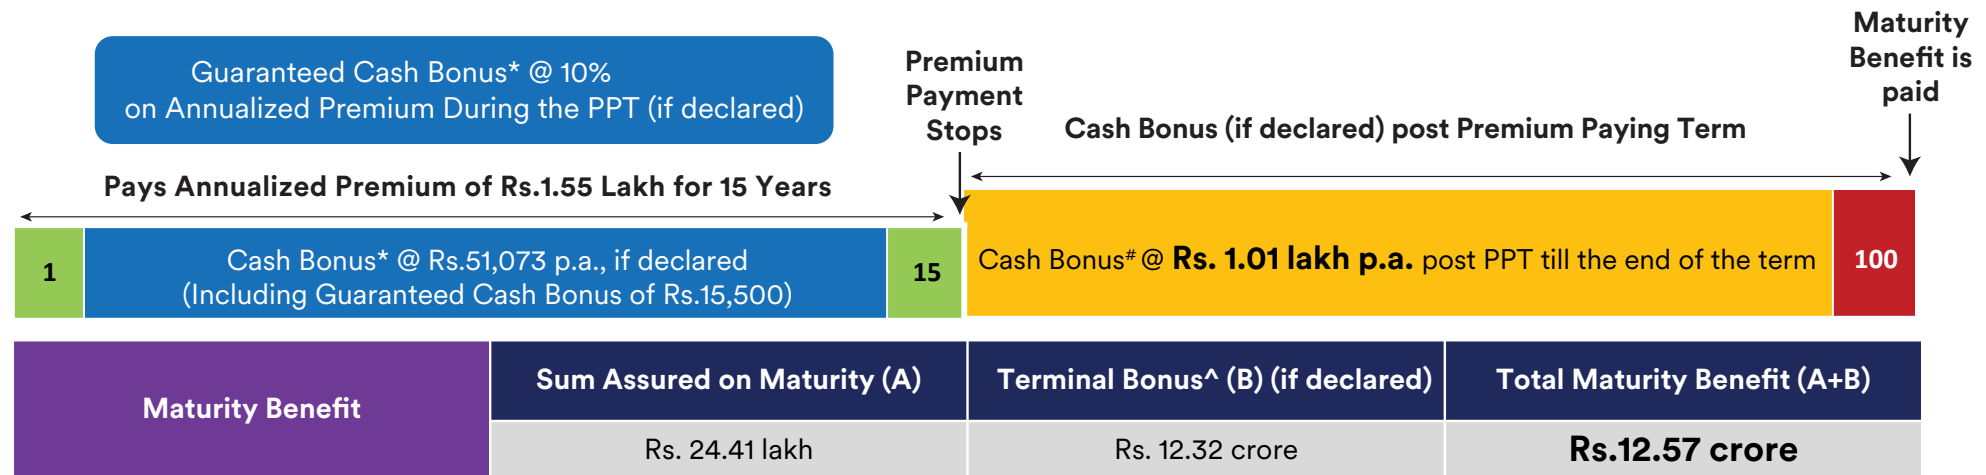 Guaranteed Cash Bonus* @ 10%
on Annualized Premium During the PPT (if declared)
Premium
Payment
Stops
Maturity
Benefit is
paid
Cash Bonus (if declared) post Premium Paying Term
Pays Annualized Premium of Rs.1.55 Lakh for 15 Years
1
Cash Bonus* @ Rs.51,073 p.a., if declared
(Including Guaranteed Cash Bonus of Rs.15,500)
15
Cash Bonus# @ Rs. 1.01 lakh p.a. post PPT till the end of the term
100
Maturity Benefit
Sum Assured on Maturity (A)
Terminal Bonus^ (B) (if declared)
Total Maturity Benefit (A+B)
Rs. 24.41 lakh
Rs. 12.32 crore
Rs.12.57 crore